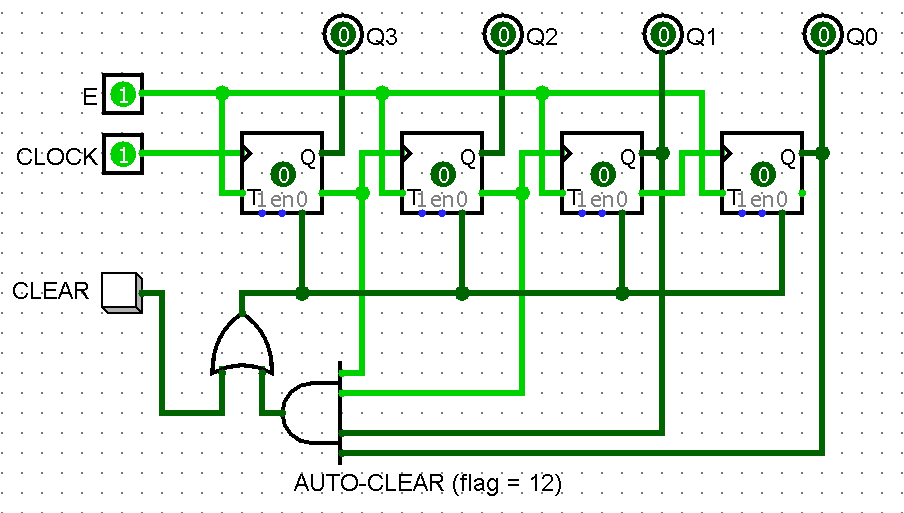 0 Q3 0 Q2 0 Q1 0 Q0
E 1
CLOCK 1
Q Q Q Q
0 0 0 0
T 1 en 0 T 1 en 0 T 1 en 0 T 1 en 0
CLEAR
AUTO-CLEAR (flag = 12)